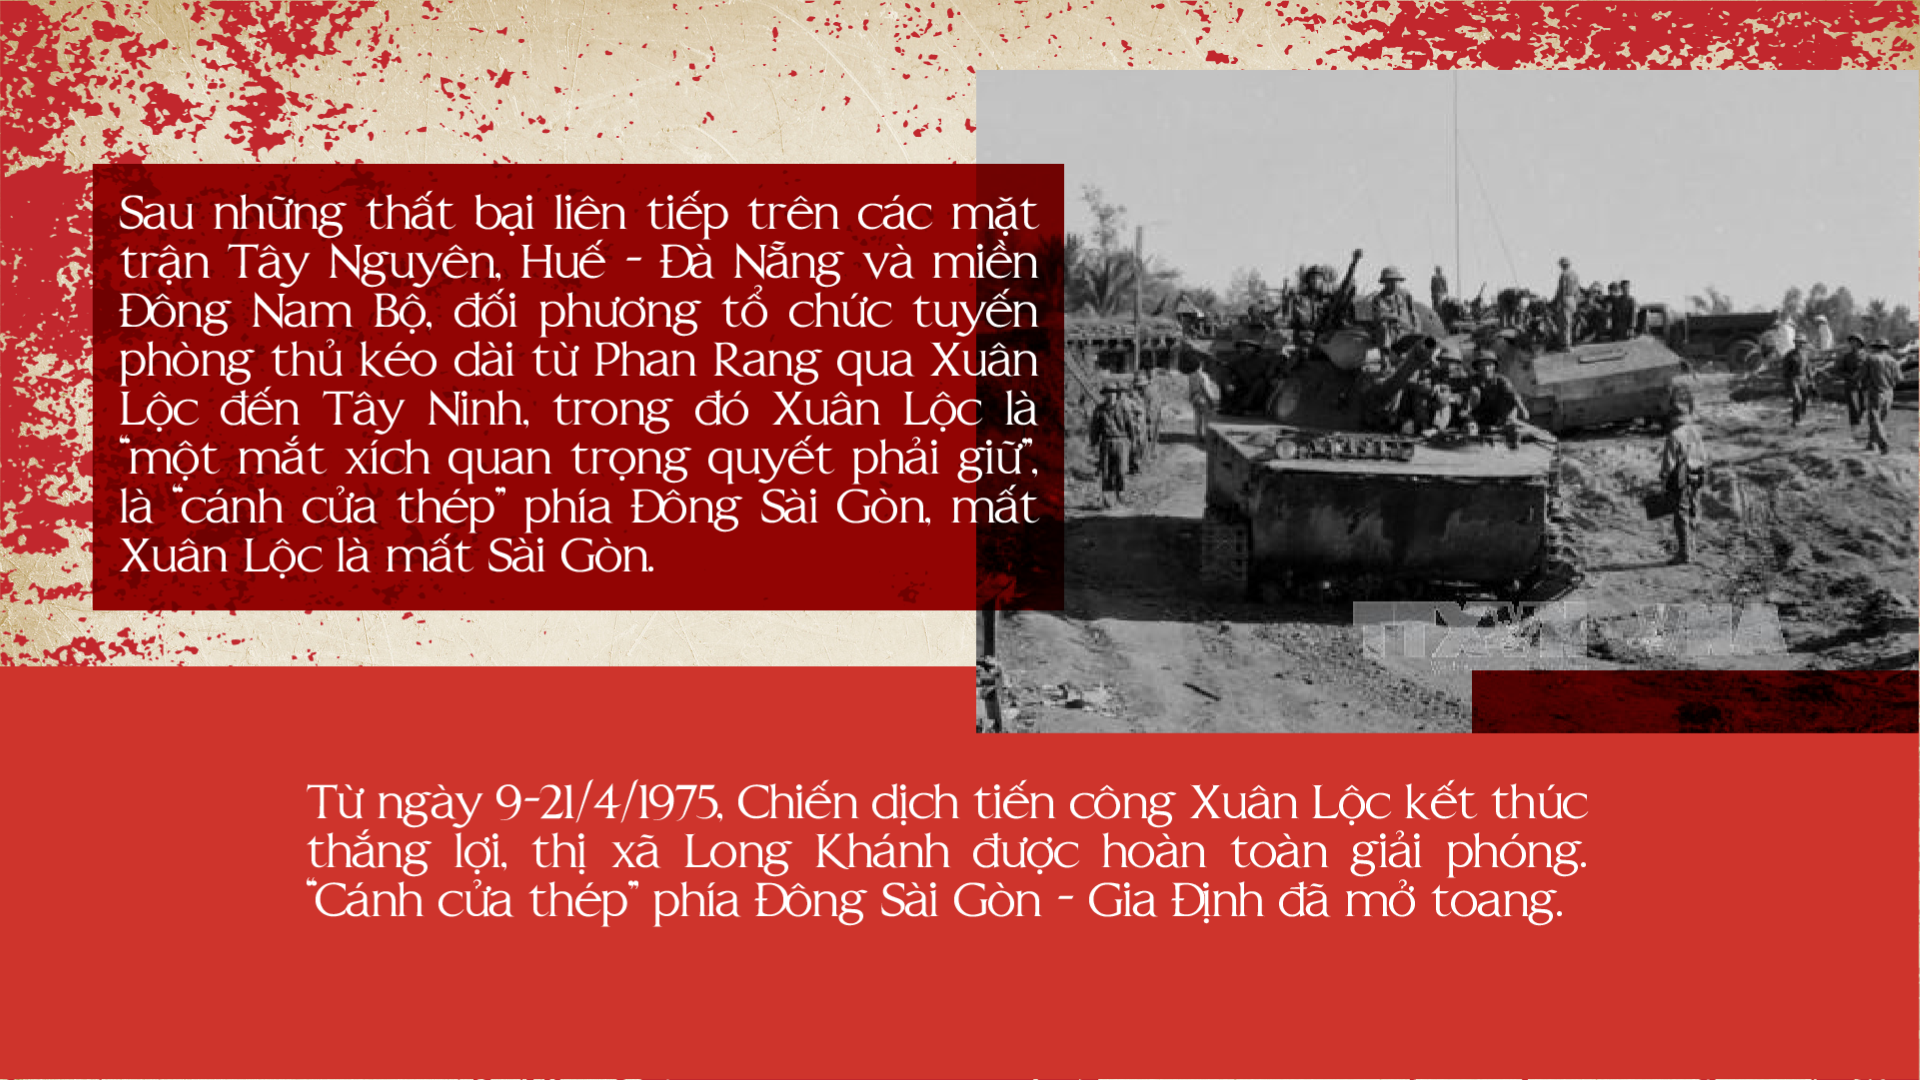 Sau những thất bại liên tiếp trên các mặt
trận Tây Nguyên, Huế - Đà Nẵng và miền
Đông Nam Bộ, đối phương tổ chức tuyến
phòng thủ kéo dài từ Phan Rang qua Xuân
Lộc đến Tây Ninh, trong đó Xuân Lộc là
“một mắt xích quan trọng quyết phải giữ”,
là “cánh cửa thép” phía Đông Sài Gòn, mất
Xuân Lộc là mất Sài Gòn.
Từ ngày 9-21/4/1975, Chiến dịch tiến công Xuân Lộc kết thúc
thắng lợi, thị xã Long Khánh được hoàn toàn giải phóng.
“Cánh cửa thép” phía Đông Sài Gòn - Gia Định đã mở toang.